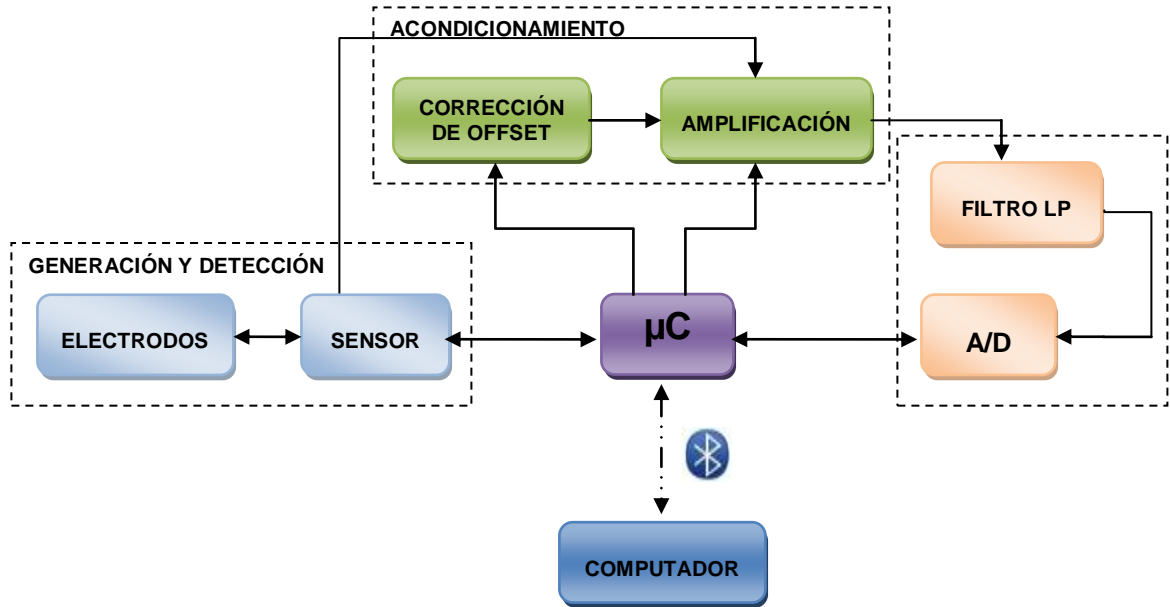 ACONDICIONAMIENTO
CORRECCIÓN
DE OFFSET
AMPLIFICACIÓN
FILTRO LP
GENERACIÓN Y DETECCIÓN
ELECTRODOS
SENSOR
µC
A/D
COMPUTADOR